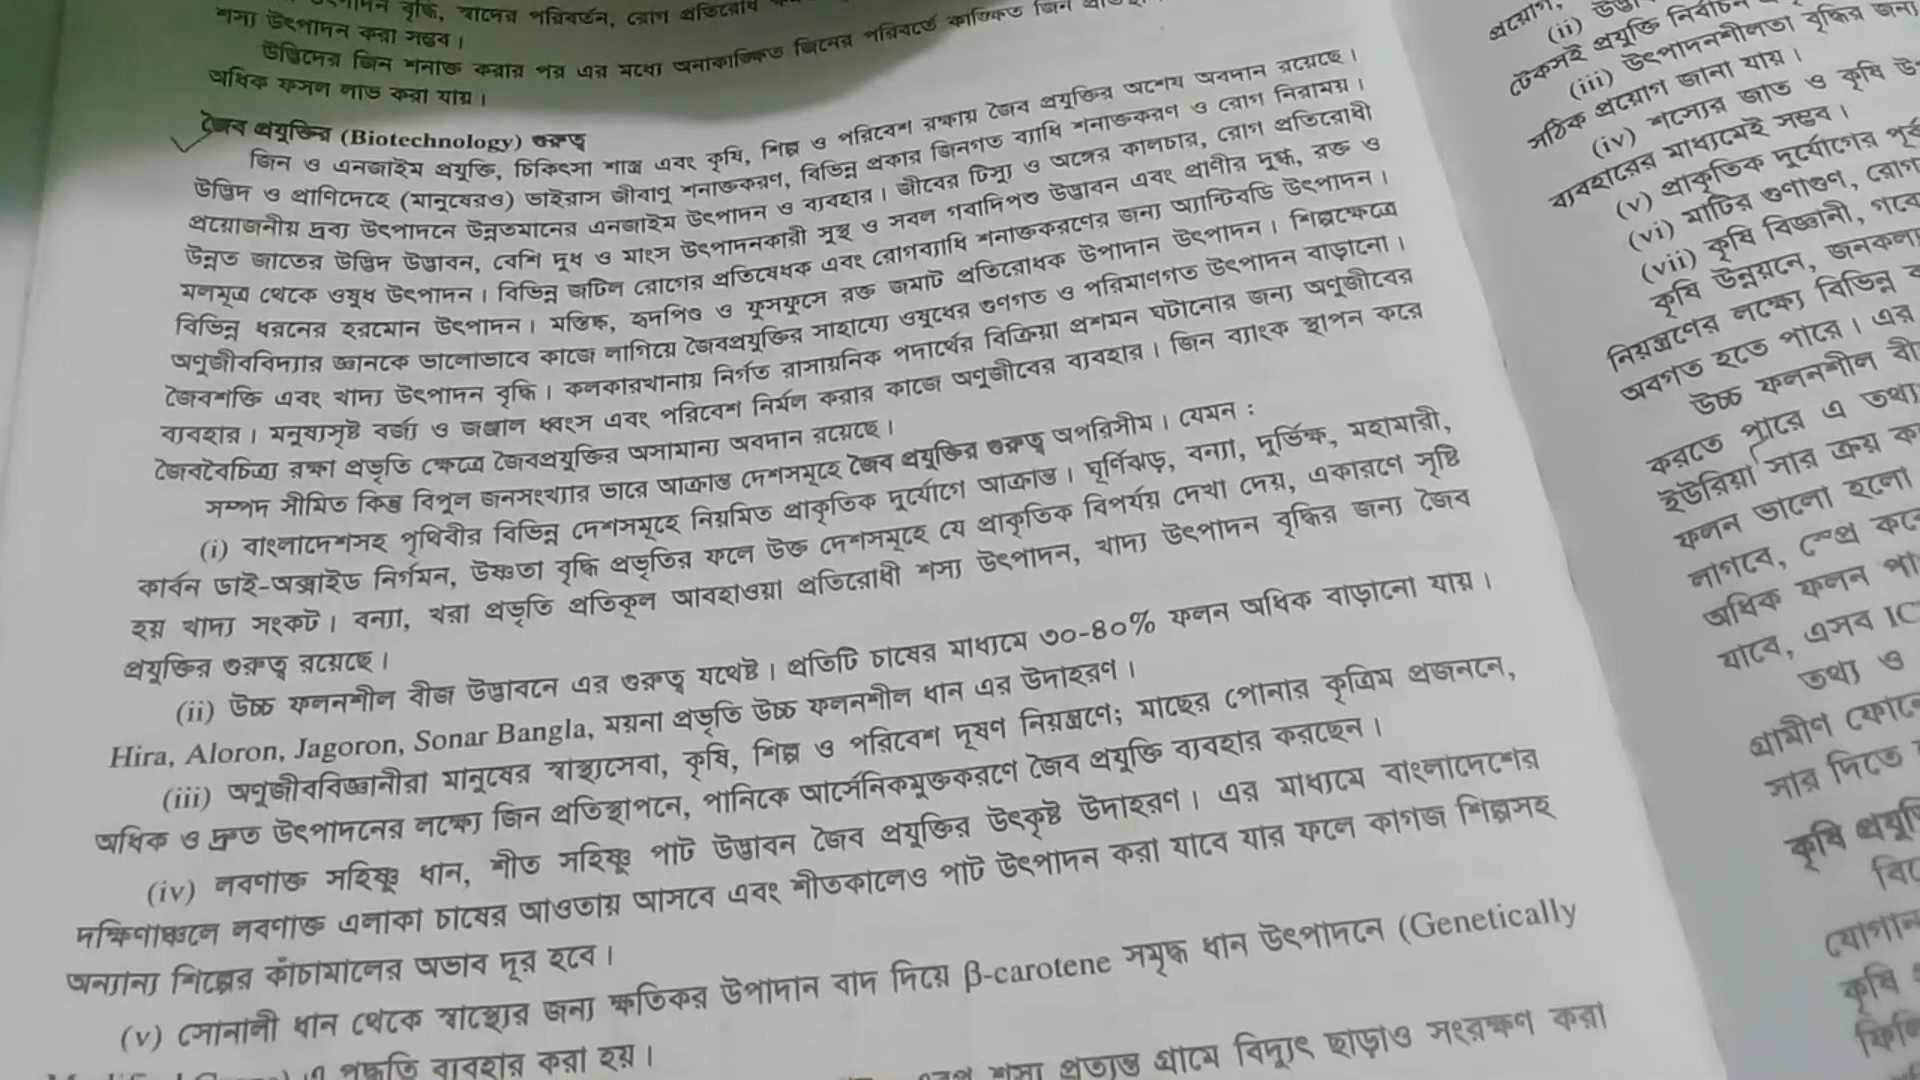 বৃদ্ধি, স্বাদের পরিবর্তন, রোগ প্রতিরোধ
শস্য উৎপাদন করা সম্ভব।
উদ্ভিদের জিন শনাক্ত করার পর এর মধ্যে অনাকাঙ্ক্ষিত জিনের পরিবর্তে কাঙ্ক্ষিত জিন
অধিক ফসল লাভ করা যায়।
জৈব প্রযুক্তির (Biotechnology) গুরুত্ব
জিন ও এনজাইম প্রযুক্তি, চিকিৎসা শাস্ত্র এবং কৃষি, শিল্প ও পরিবেশ রক্ষায় জৈব প্রযুক্তির অশেষ অবদান রয়েছে।
উদ্ভিদ ও প্রাণিদেহে (মানুষেরও) ভাইরাস জীবাণু শনাক্তকরণ, বিভিন্ন প্রকার জিনগত ব্যাধি শনাক্তকরণ ও রোগ নিরাময়।
প্রয়োজনীয় দ্রব্য উৎপাদনে উন্নতমানের এনজাইম উৎপাদন ও ব্যবহার। জীবের টিস্যু ও অঙ্গের কালচার, রোগ প্রতিরোধী
উন্নত জাতের উদ্ভিদ উদ্ভাবন, বেশি দুধ ও মাংস উৎপাদনকারী সুস্থ ও সবল গবাদিপশু উদ্ভাবন এবং প্রাণীর দুগ্ধ, রক্ত ও
মলমূত্র থেকে ওষুধ উৎপাদন। বিভিন্ন জটিল রোগের প্রতিষেধক এবং রোগব্যাধি শনাক্তকরণের জন্য অ্যান্টিবডি উৎপাদন।
বিভিন্ন ধরনের হরমোন উৎপাদন। মস্তিষ্ক, হৃদপিণ্ড ও ফুসফুসে রক্ত জমাট প্রতিরোধক উপাদান উৎপাদন। শিল্পক্ষেত্রে
অণুজীববিদ্যার জ্ঞানকে ভালোভাবে কাজে লাগিয়ে জৈবপ্রযুক্তির সাহায্যে ওষুধের গুণগত ও পরিমাণগত উৎপাদন বাড়ানো।
জৈবশক্তি এবং খাদ্য উৎপাদন বৃদ্ধি। কলকারখানায় নির্গত রাসায়নিক পদার্থের বিক্রিয়া প্রশমন ঘটানোর জন্য অণুজীবের
ব্যবহার। মনুষ্যসৃষ্ট বর্জ্য ও জঞ্জাল ধ্বংস এবং পরিবেশ নির্মল করার কাজে অণুজীবের ব্যবহার। জিন ব্যাংক স্থাপন করে
জৈববৈচিত্র্য রক্ষা প্রভৃতি ক্ষেত্রে জৈবপ্রযুক্তির অসামান্য অবদান রয়েছে।
সম্পদ সীমিত কিন্তু বিপুল জনসংখ্যার ভারে আক্রান্ত দেশসমূহে জৈব প্রযুক্তির গুরুত্ব অপরিসীম। যেমন :
(i) বাংলাদেশসহ পৃথিবীর বিভিন্ন দেশসমূহে নিয়মিত প্রাকৃতিক দুর্যোগে আক্রান্ত। ঘূর্ণিঝড়, বন্যা, দুর্ভিক্ষ, মহামারী,
কার্বন ডাই-অক্সাইড নির্গমন, উষ্ণতা বৃদ্ধি প্রভৃতির ফলে উক্ত দেশসমূহে যে প্রাকৃতিক বিপর্যয় দেখা দেয়, একারণে সৃষ্টি
হয় খাদ্য সংকট। বন্যা, খরা প্রভৃতি প্রতিকূল আবহাওয়া প্রতিরোধী শস্য উৎপাদন, খাদ্য উৎপাদন বৃদ্ধির জন্য জৈব
প্রযুক্তির গুরুত্ব রয়েছে।
(ii) উচ্চ ফলনশীল বীজ উদ্ভাবনে এর গুরুত্ব যথেষ্ট। প্রতিটি চাষের মাধ্যমে ৩০-৪০% ফলন অধিক বাড়ানো যায়।
Hira, Aloron, Jagoron, Sonar Bangla, ময়না প্রভৃতি উচ্চ ফলনশীল ধান এর উদাহরণ।
(iii) অণুজীববিজ্ঞানীরা মানুষের স্বাস্থ্যসেবা, কৃষি, শিল্প ও পরিবেশ দূষণ নিয়ন্ত্রণে; মাছের পোনার কৃত্রিম প্রজননে,
অধিক ও দ্রুত উৎপাদনের লক্ষ্যে জিন প্রতিস্থাপনে, পানিকে আর্সেনিকমুক্তকরণে জৈব প্রযুক্তি ব্যবহার করছেন।
(iv) লবণাক্ত সহিষ্ণু ধান, শীত সহিষ্ণু পাট উদ্ভাবন জৈব প্রযুক্তির উৎকৃষ্ট উদাহরণ। এর মাধ্যমে বাংলাদেশের
দক্ষিণাঞ্চলে লবণাক্ত এলাকা চাষের আওতায় আসবে এবং শীতকালেও পাট উৎপাদন করা যাবে যার ফলে কাগজ শিল্পসহ
অন্যান্য শিল্পের কাঁচামালের অভাব দূর হবে।
(v) সোনালী ধান থেকে স্বাস্থ্যের জন্য ক্ষতিকর উপাদান বাদ দিয়ে β-carotene সমৃদ্ধ ধান উৎপাদনে (Genetically
পদ্ধতি ব্যবহার করা হয়।
শস্য প্রত্যন্ত গ্রামে বিদ্যুৎ ছাড়াও সংরক্ষণ করা
প্রয়োগ,
(ii)
টেকসই প্রযুক্তি নির্বাচন
(iii) উৎপাদনশীলতা বৃদ্ধির জন্য
সঠিক প্রয়োগ জানা যায়।
(iv) শস্যের জাত ও কৃষি
ব্যবহারের মাধ্যমেই সম্ভব।
(v) প্রাকৃতিক দুর্যোগের
(vi) মাটির গুণাগুণ, রোগ
(vii) কৃষি বিজ্ঞানী,
কৃষি উন্নয়নে,
নিয়ন্ত্রণের লক্ষ্যে বিভিন্ন
অবগত হতে পারে। এর
উচ্চ ফলনশীল
করতে পারে এ তথ্য
ইউরিয়া সার ক্রয়
ফলন ভালো হলো
লাগবে, স্প্রে
অধিক ফলন
যাবে, এসব
তথ্য ও
গ্রামীণ
সার দিতে
কৃষি
কৃষি